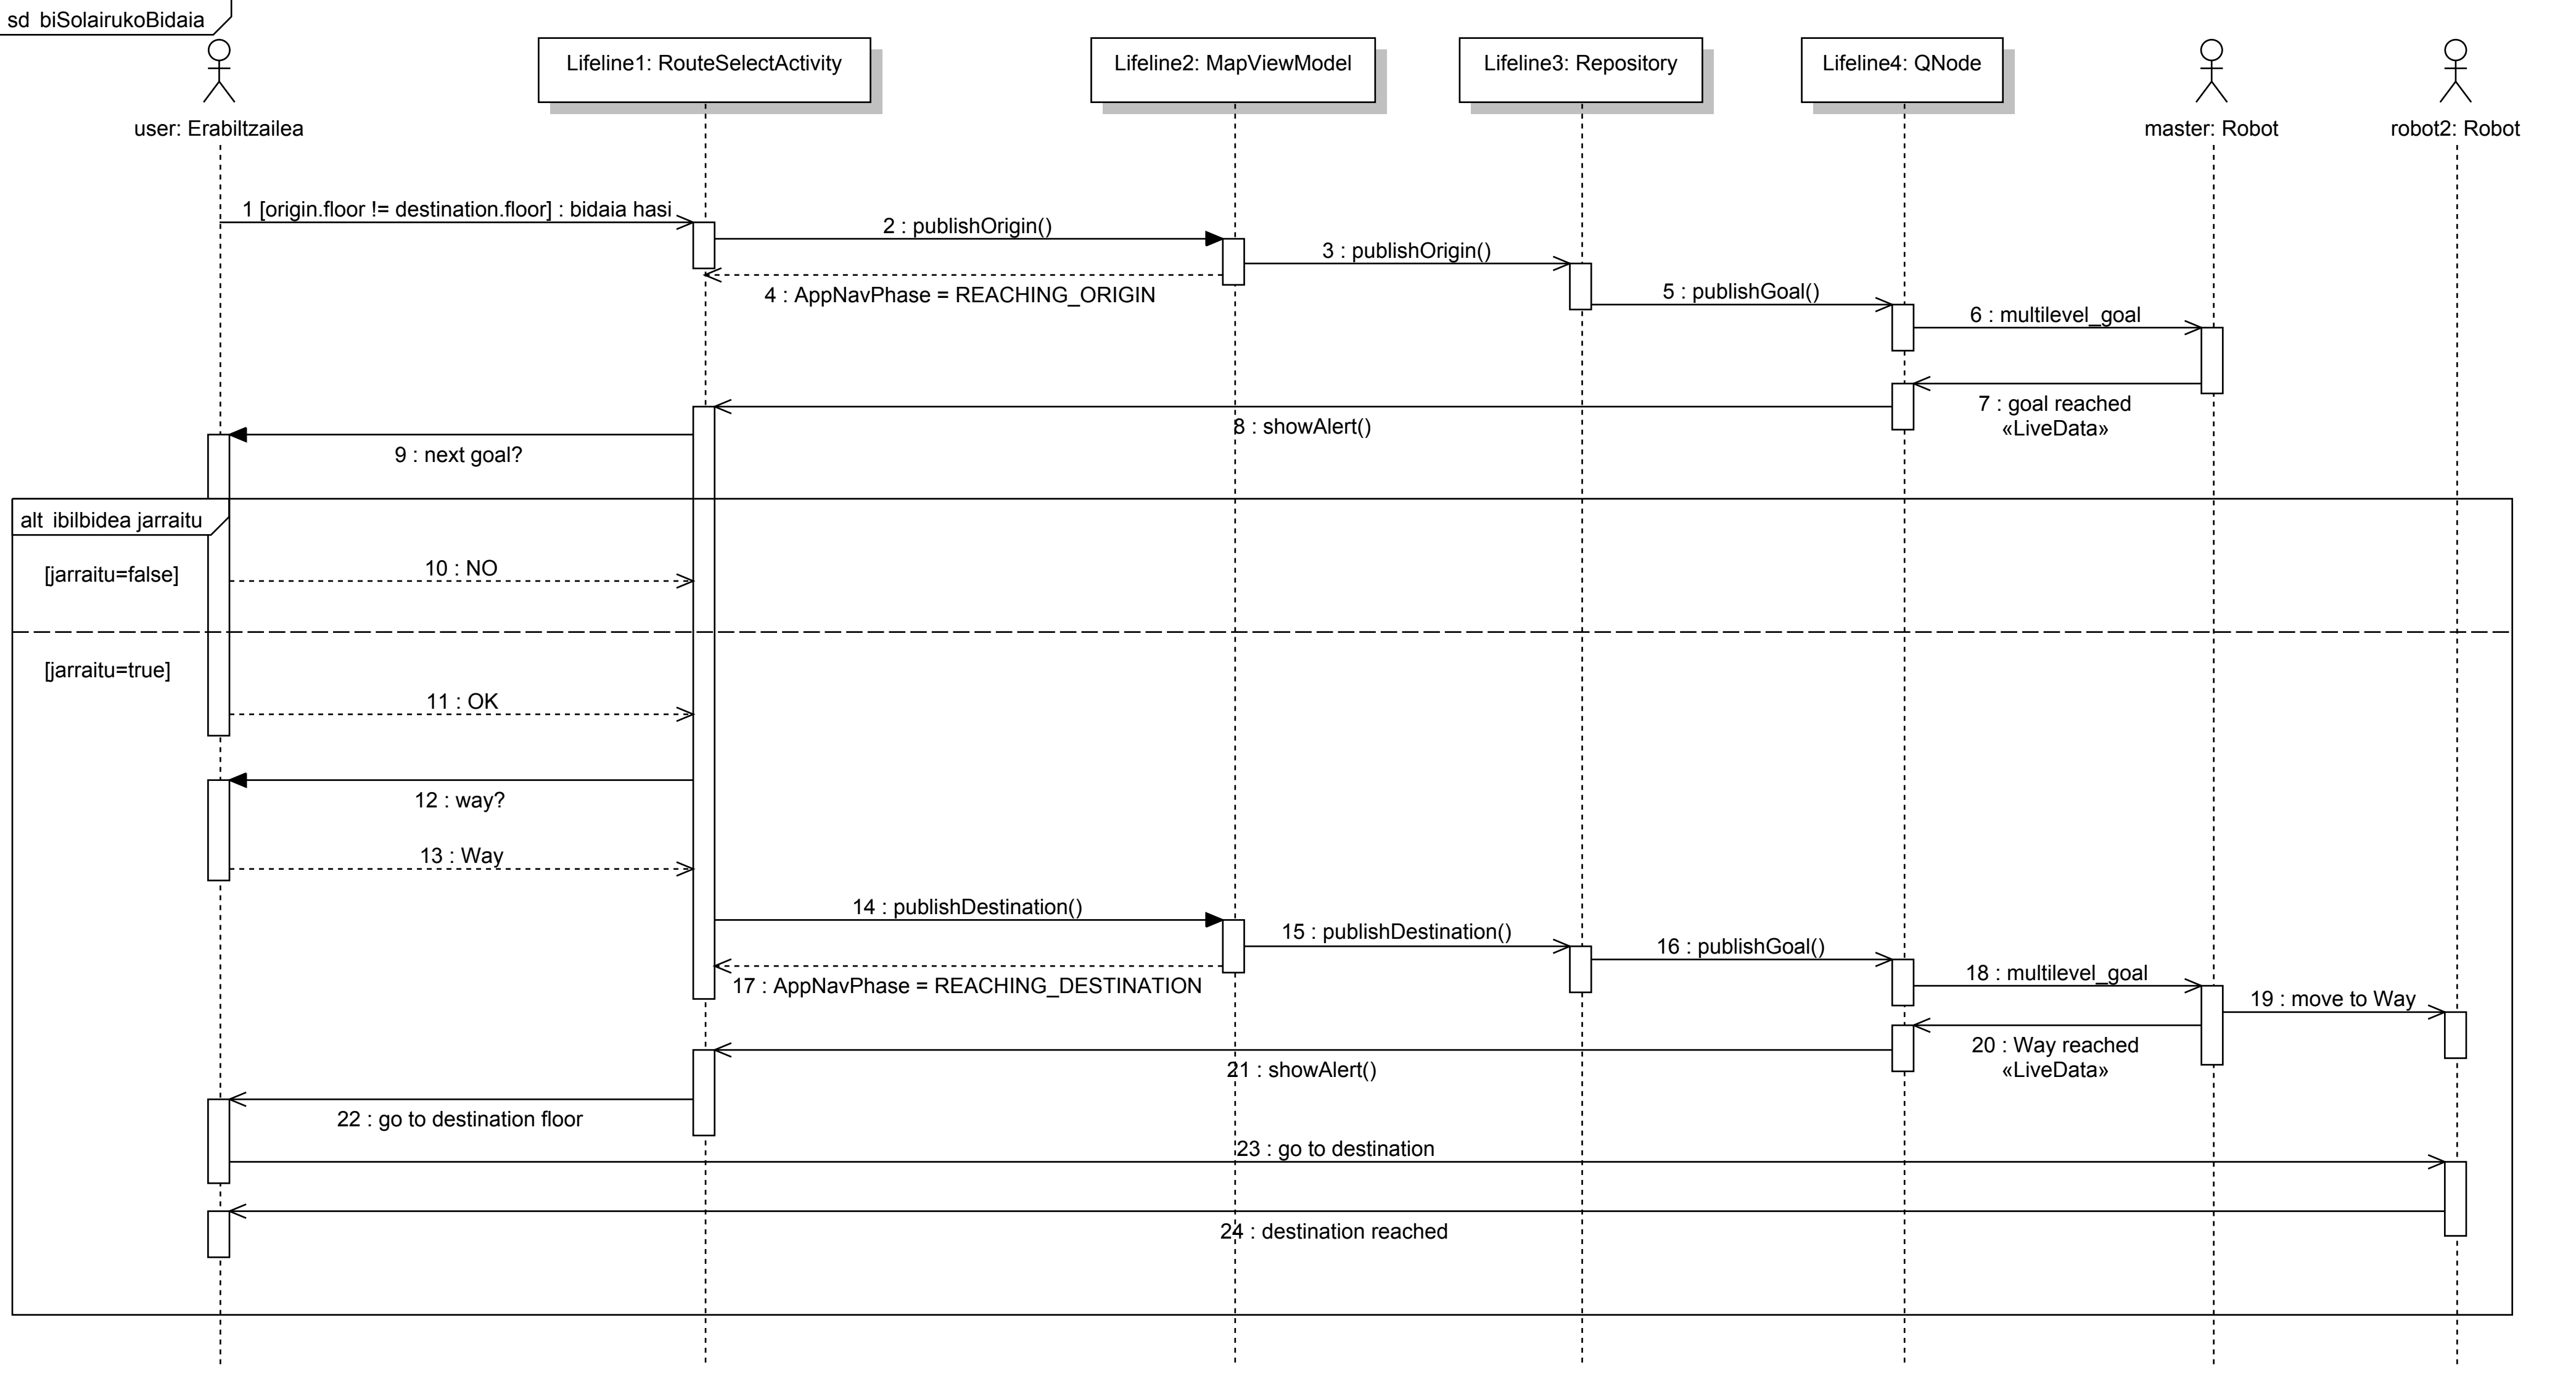 sd biSolairukoBidaia
Lifeline1: RouteSelectActivity
Lifeline2: MapViewModel
Lifeline3: Repository
Lifeline4: QNode
user: Erabiltzailea
master: Robot
robot2: Robot
1 [origin.floor != destination.floor] : bidaia hasi
2 : publishOrigin()
3 : publishOrigin()
4 : AppNavPhase = REACHING_ORIGIN
5 : publishGoal()
6 : multilevel_goal
7 : goal reached
«LiveData»
8 : showAlert()
9 : next goal?
alt ibilbidea jarraitu
[jarraitu=false]
10 : NO
[jarraitu=true]
11 : OK
12 : way?
13 : Way
14 : publishDestination()
15 : publishDestination()
16 : publishGoal()
17 : AppNavPhase = REACHING_DESTINATION
18 : multilevel_goal
19 : move to Way
20 : Way reached
«LiveData»
21 : showAlert()
22 : go to destination floor
23 : go to destination
24 : destination reached